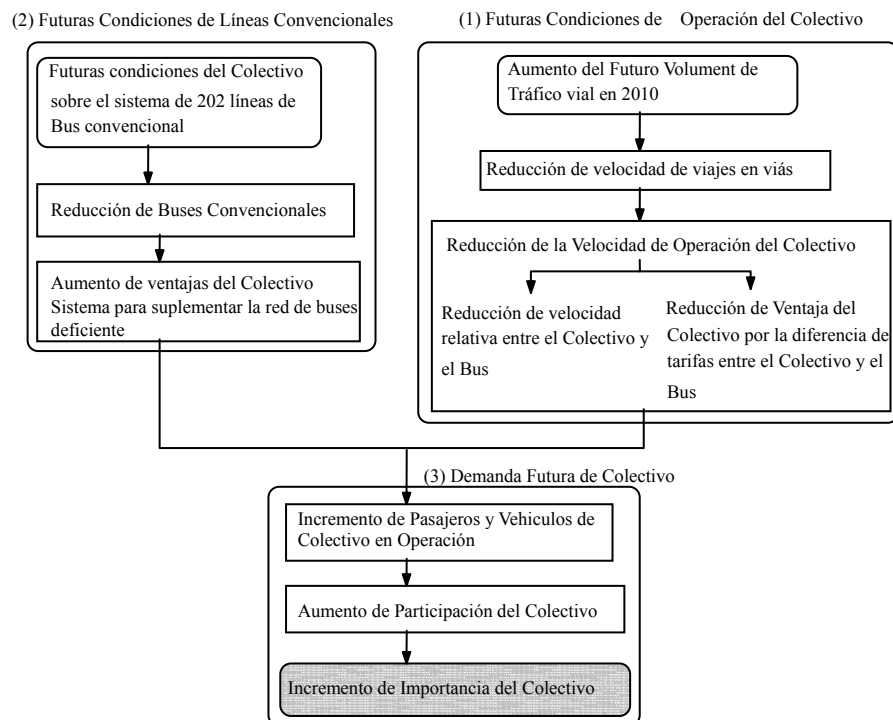 (2) Futuras Condiciones de Líneas Convencionales
Futuras condiciones del Colectivo
sobre el sistema de 202 líneas de
Bus convencional
Reducción de Buses Convencionales
Aumento de ventajas del Colectivo
Sistema para suplementar la red de buses
deficiente
(1) Futuras Condiciones de Operación del Colectivo
Aumento del Futuro Volument de
Tráfico vial en 2010
Reducción de velocidad de viajes en viás
Reducción de la Velocidad de Operación del Colectivo
Reducción de velocidad
relativa entre el Colectivo y
el Bus
Reducción de Ventaja del
Colectivo por la diferencia de
tarifas entre el Colectivo y el
Bus
(3) Demanda Futura de Colectivo
Incremento de Pasajeros y Vehiculos de
Colectivo en Operación
Aumento de Participación del Colectivo
Incremento de Importancia del Colectivo